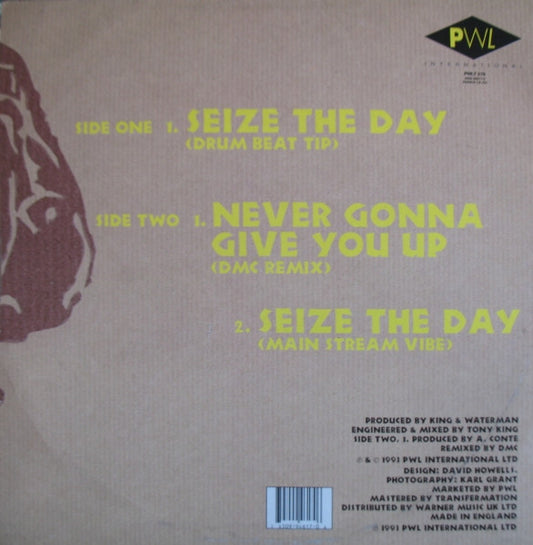 PWL
INTERNATIONAL
SIDE ONE 1. SEIZE THE DAY
(DRUM BEAT TIP)
SIDE TWO 1. NEVER GONNA
GIVE YOU UP
(DMC REMIX)
2. SEIZE THE DAY
(MAIN STREAM VIBE)
PRODUCED BY KING & WATERMAN
ENGINEERED & MIXED BY TONY KING
SIDE TWO. 1. PRODUCED BY A. CONTE
REMIXED BY DMC
℗ & © 1993 PWL INTERNATIONAL LTD
DESIGN: DAVID HOWELLS.
PHOTOGRAPHY: KARL GRANT
MARKETED BY PWL
MASTERED BY TRANSFERMATION
DISTRIBUTED BY WARNER MUSIC UK LTD
MADE IN ENGLAND
℗ 1993 PWL INTERNATIONAL LTD